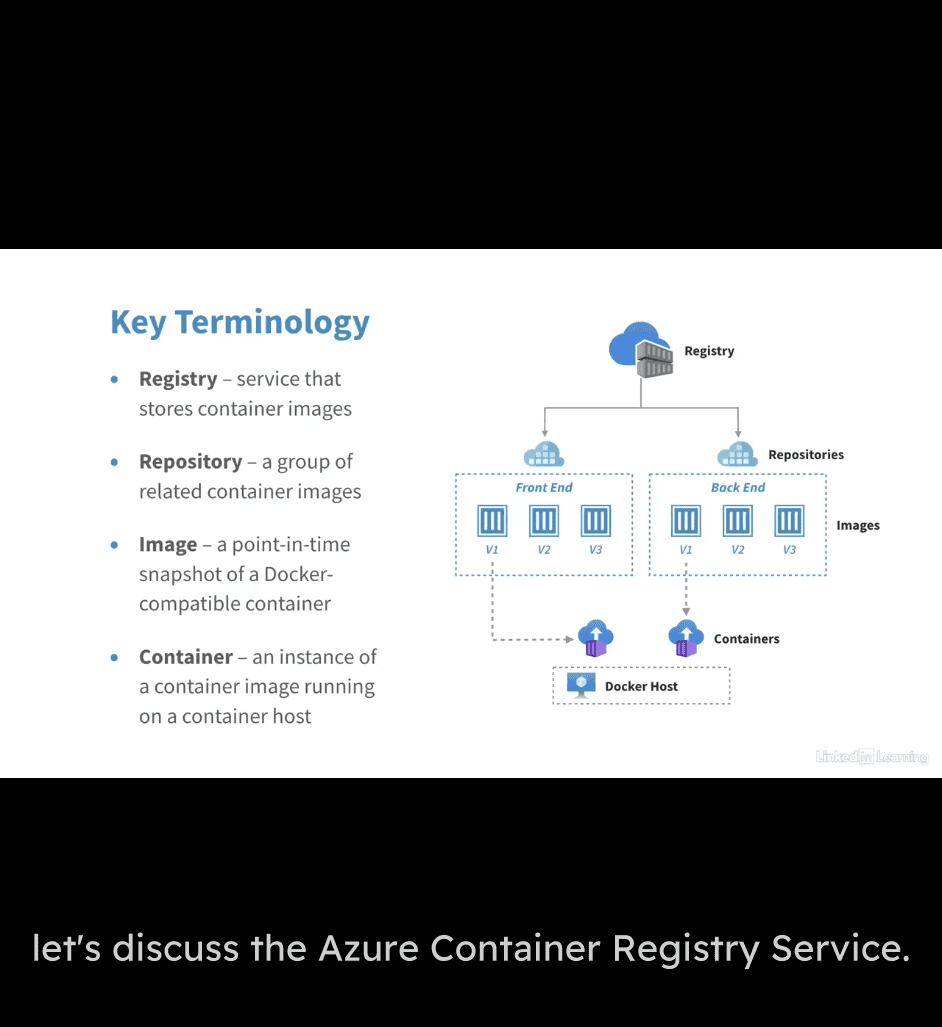 Key Terminology
• Registry – service that
stores container images
• Repository – a group of
related container images
• Image – a point-in-time
snapshot of a Docker-
compatible container
• Container – an instance of
a container image running
on a container host
Registry
Repositories
Front End
V1 V2 V3
Back End
V1 V2 V3
Images
Containers
Docker Host
LinkedIn Learning
let's discuss the Azure Container Registry Service.